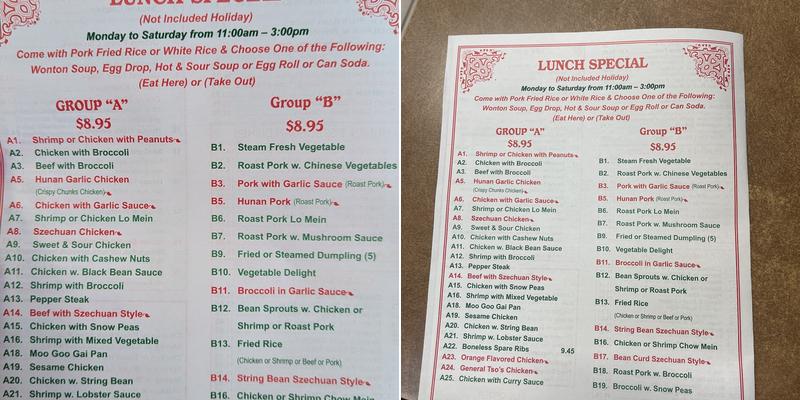 LUNCH SPECIAL
(Not Included Holiday)
Monday to Saturday from 11:00am – 3:00pm
Come with Pork Fried Rice or White Rice & Choose One of the Following:
Wonton Soup, Egg Drop, Hot & Sour Soup or Egg Roll or Can Soda.
(Eat Here) or (Take Out)
GROUP "A"
$8.95
A1. Shrimp or Chicken with Peanuts
A2. Chicken with Broccoli
A3. Beef with Broccoli
A5. Hunan Garlic Chicken
(Crispy Chunks Chicken)
A6. Chicken with Garlic Sauce
A7. Shrimp or Chicken Lo Mein
A8. Szechuan Chicken
A9. Sweet & Sour Chicken
A10. Chicken with Cashew Nuts
A11. Chicken w. Black Bean Sauce
A12. Shrimp with Broccoli
A13. Pepper Steak
A14. Beef with Szechuan Style
A15. Chicken with Snow Peas
A16. Shrimp with Mixed Vegetable
A18. Moo Goo Gai Pan
A19. Sesame Chicken
A20. Chicken w. String Bean
A21. Shrimp w. Lobster Sauce
Group "B"
$8.95
B1. Steam Fresh Vegetable
B2. Roast Pork w. Chinese Vegetables
B3. Pork with Garlic Sauce (Roast Pork)
B5. Hunan Pork (Roast Pork)
B6. Roast Pork Lo Mein
B7. Roast Pork w. Mushroom Sauce
B9. Fried or Steamed Dumpling (5)
B10. Vegetable Delight
B11. Broccoli in Garlic Sauce
B12. Bean Sprouts w. Chicken or
Shrimp or Roast Pork
B13. Fried Rice
(Chicken or Shrimp or Beef or Pork)
B14. String Bean Szechuan Style
B16. Chicken or Shrimp Chow Mein
LUNCH SPECIAL
(Not Included Holiday)
Monday to Saturday from 11:00am – 3:00pm
Come with Pork Fried Rice or White Rice & Choose One of the Following:
Wonton Soup, Egg Drop, Hot & Sour Soup or Egg Roll or Can Soda.
(Eat Here) or (Take Out)
GROUP "A"
$8.95
A1. Shrimp or Chicken with Peanuts
A2. Chicken with Broccoli
A3. Beef with Broccoli
A5. Hunan Garlic Chicken
(Crispy Chunks Chicken)
A6. Chicken with Garlic Sauce
A7. Shrimp or Chicken Lo Mein
A8. Szechuan Chicken
A9. Sweet & Sour Chicken
A10. Chicken with Cashew Nuts
A11. Chicken w. Black Bean Sauce
A12. Shrimp with Broccoli
A13. Pepper Steak
A14. Beef with Szechuan Style
A15. Chicken with Snow Peas
A16. Shrimp with Mixed Vegetable
A18. Moo Goo Gai Pan
A19. Sesame Chicken
A20. Chicken w. String Bean
A21. Shrimp w. Lobster Sauce
A22. Boneless Spare Ribs 9.45
A23. Orange Flavored Chicken
A24. General Tso's Chicken
A25. Chicken with Curry Sauce
Group "B"
$8.95
B1. Steam Fresh Vegetable
B2. Roast Pork w. Chinese Vegetables
B3. Pork with Garlic Sauce (Roast Pork)
B5. Hunan Pork (Roast Pork)
B6. Roast Pork Lo Mein
B7. Roast Pork w. Mushroom Sauce
B9. Fried or Steamed Dumpling (5)
B10. Vegetable Delight
B11. Broccoli in Garlic Sauce
B12. Bean Sprouts w. Chicken or
Shrimp or Roast Pork
B13. Fried Rice
(Chicken or Shrimp or Beef or Pork)
B14. String Bean Szechuan Style
B16. Chicken or Shrimp Chow Mein
B17. Bean Curd Szechuan Style
B18. Roast Pork w. Broccoli
B19. Broccoli w. Snow Peas